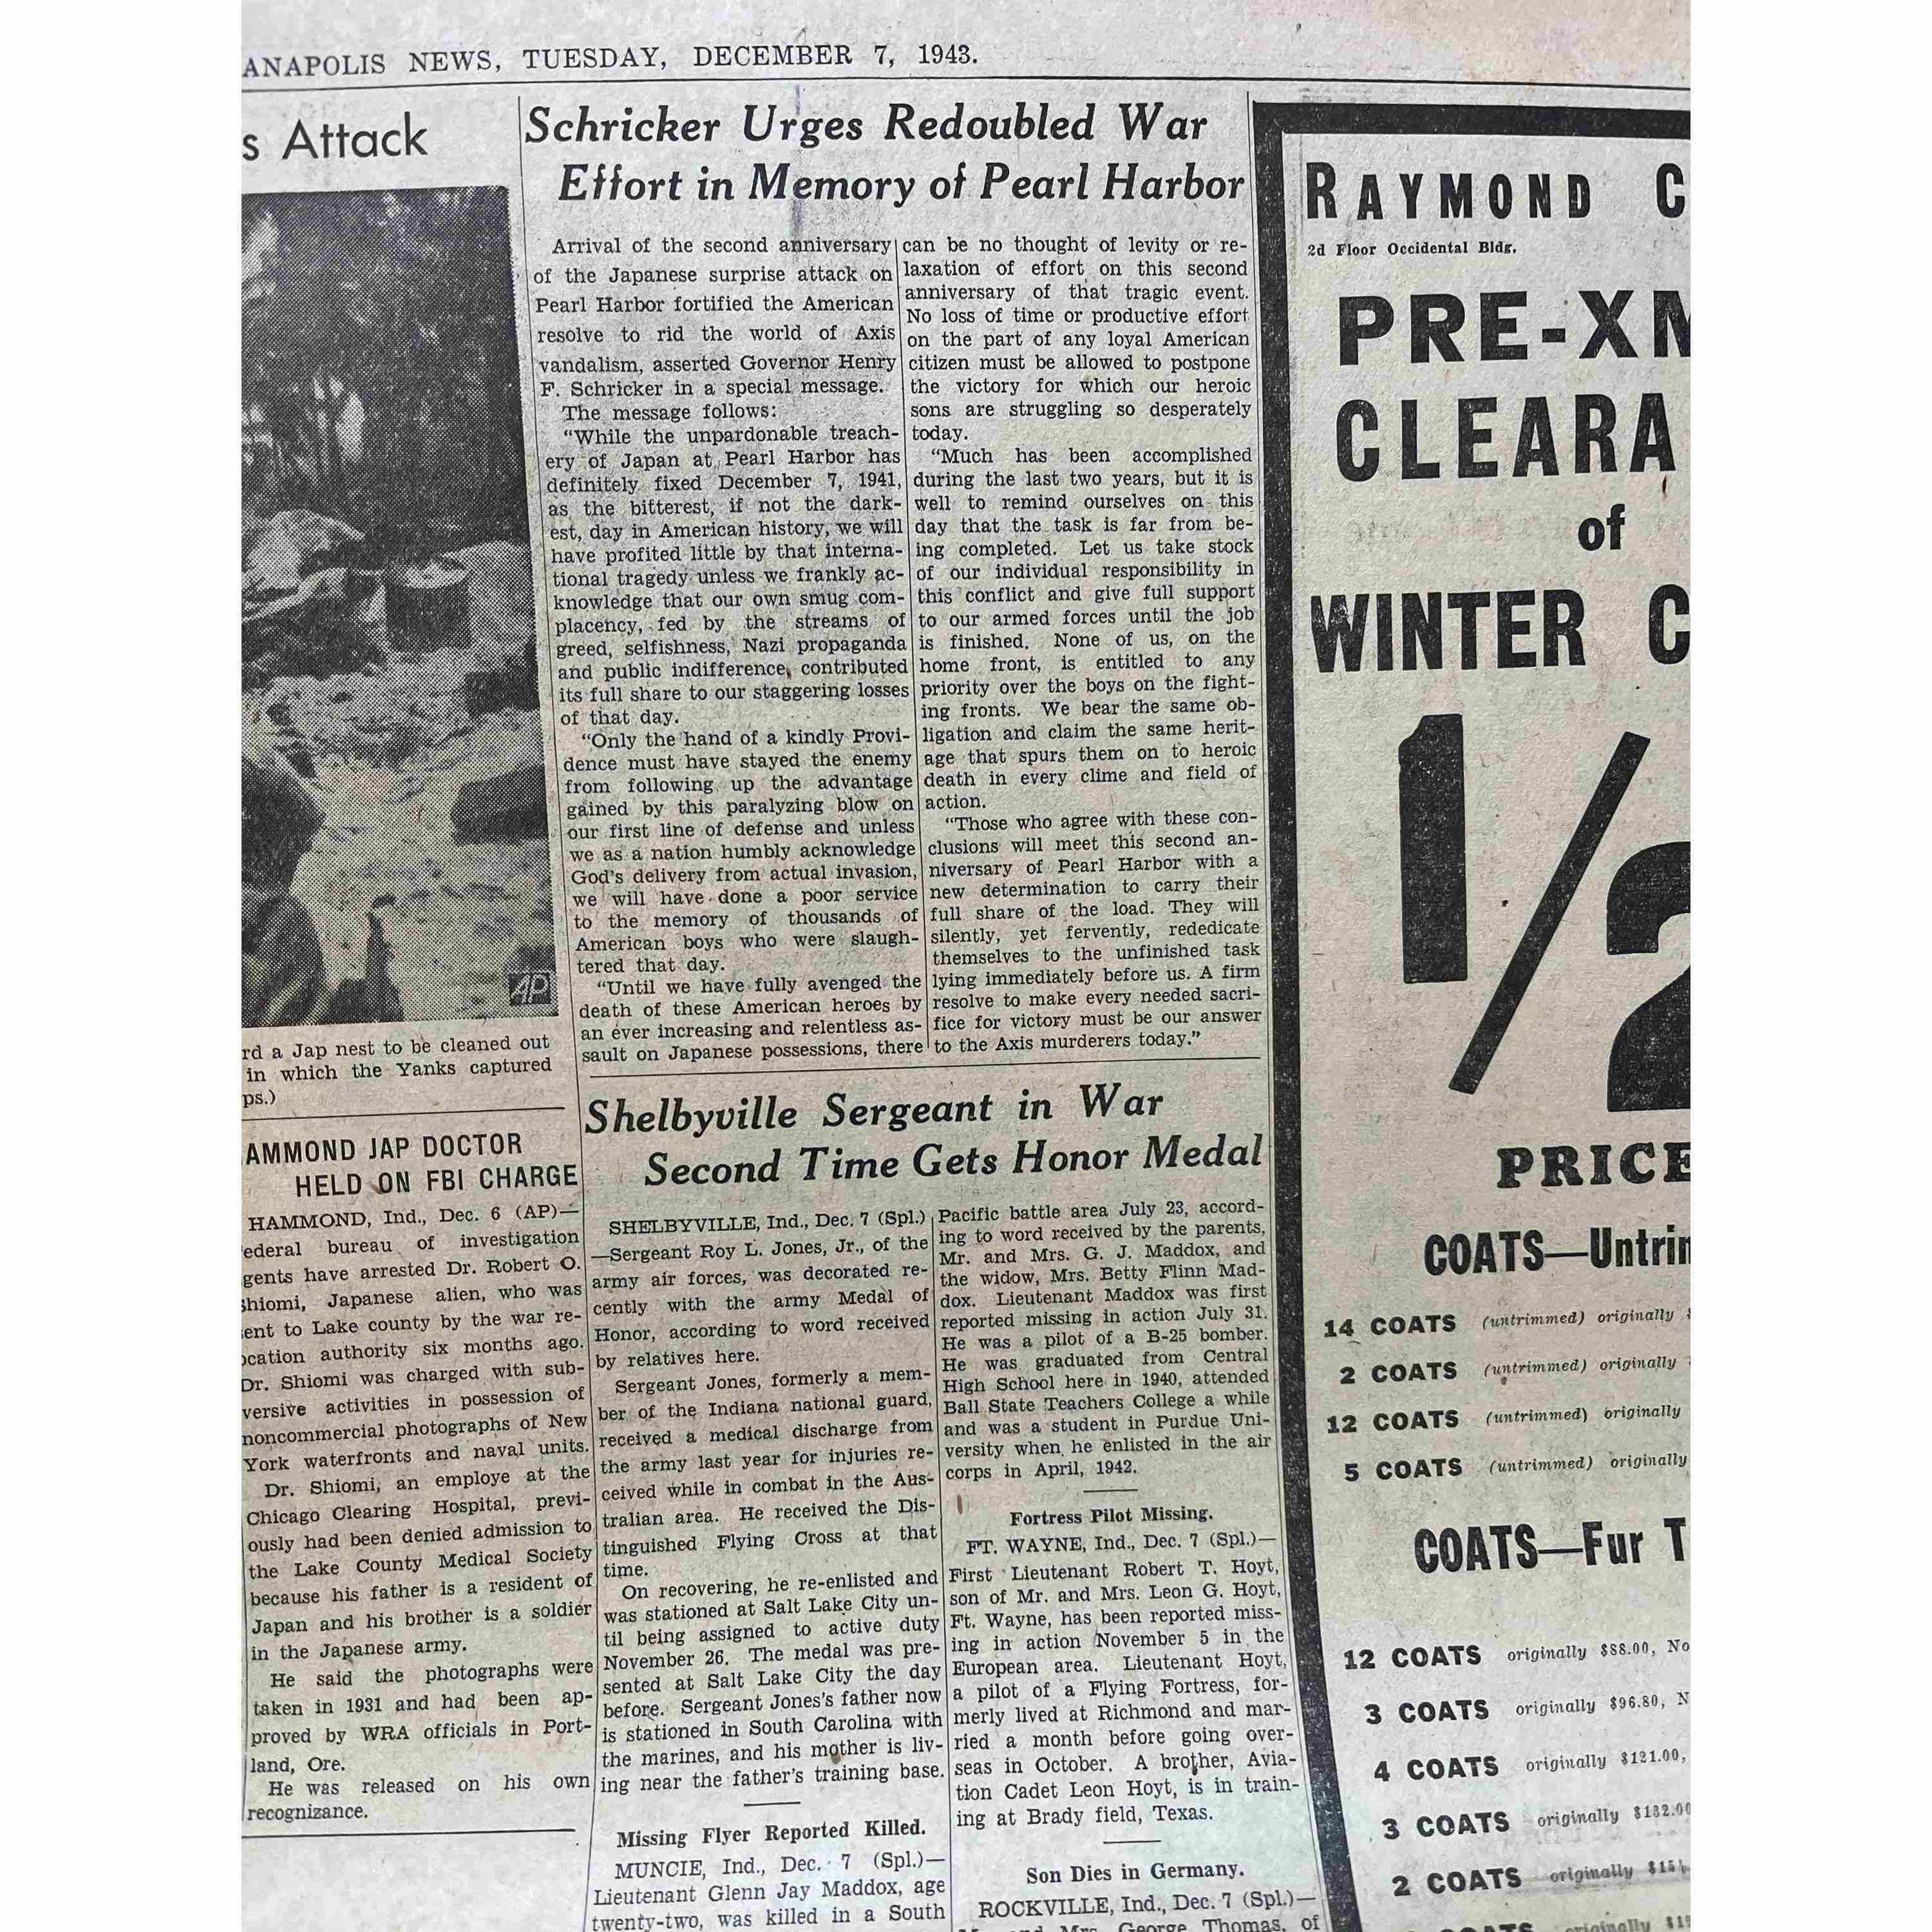 ANAPOLIS NEWS, TUESDAY, DECEMBER 7, 1943.
s Attack
AP
rd a Jap nest to be cleaned out
in which the Yanks captured
ps.)
AMMOND JAP DOCTOR
HELD ON FBI CHARGE
HAMMOND, Ind., Dec. 6 (AP)—
ederal bureau of investigation
gents have arrested Dr. Robert O.
Shiomi, Japanese alien, who was
ent to Lake county by the war re-
ocation authority six months ago.
Dr. Shiomi was charged with sub-
versive activities in possession of
noncommercial photographs of New
York waterfronts and naval units.
Dr. Shiomi, an employe at the
Chicago Clearing Hospital, previ-
ously had been denied admission to
the Lake County Medical Society
because his father is a resident of
Japan and his brother is a soldier
in the Japanese army.
He said the photographs were
taken in 1931 and had been ap-
proved by WRA officials in Port-
land, Ore.
He was released on his own
recognizance.
Schricker Urges Redoubled War
Effort in Memory of Pearl Harbor
Arrival of the second anniversary
of the Japanese surprise attack on
Pearl Harbor fortified the American
resolve to rid the world of Axis
vandalism, asserted Governor Henry
F. Schricker in a special message.
The message follows:
“While the unpardonable treach-
ery of Japan at Pearl Harbor has
definitely fixed December 7, 1941,
as the bitterest, if not the dark-
est, day in American history, we will
have profited little by that interna-
tional tragedy unless we frankly ac-
knowledge that our own smug com-
placency, fed by the streams of
greed, selfishness, Nazi propaganda
and public indifference, contributed
its full share to our staggering losses
of that day.
“Only the hand of a kindly Provi-
dence must have stayed the enemy
from following up the advantage
gained by this paralyzing blow on
our first line of defense and unless
we as a nation humbly acknowledge
God's delivery from actual invasion,
we will have done a poor service
to the memory of thousands of
American boys who were slaugh-
tered that day.
“Until we have fully avenged the
death of these American heroes by
an ever increasing and relentless as-
sault on Japanese possessions, there
can be no thought of levity or re-
laxation of effort on this second
anniversary of that tragic event.
No loss of time or productive effort
on the part of any loyal American
citizen must be allowed to postpone
the victory for which our heroic
sons are struggling so desperately
today.
“Much has been accomplished
during the last two years, but it is
well to remind ourselves on this
day that the task is far from be-
ing completed. Let us take stock
of our individual responsibility in
this conflict and give full support
to our armed forces until the job
is finished. None of us, on the
home front, is entitled to any
priority over the boys on the fight-
ing fronts. We bear the same ob-
ligation and claim the same herit-
age that spurs them on to heroic
death in every clime and field of
action.
“Those who agree with these con-
clusions will meet this second an-
niversary of Pearl Harbor with a
new determination to carry their
full share of the load. They will
silently, yet fervently, rededicate
themselves to the unfinished task
lying immediately before us. A firm
resolve to make every needed sacri-
fice for victory must be our answer
to the Axis murderers today.”
Shelbyville Sergeant in War
Second Time Gets Honor Medal
SHELBYVILLE, Ind., Dec. 7 (Spl.)
—Sergeant Roy L. Jones, Jr., of the
army air forces, was decorated re-
cently with the army Medal of
Honor, according to word received
by relatives here.
Sergeant Jones, formerly a mem-
ber of the Indiana national guard,
received a medical discharge from
the army last year for injuries re-
ceived while in combat in the Aus-
tralian area. He received the Dis-
tinguished Flying Cross at that
time.
On recovering, he re-enlisted and
was stationed at Salt Lake City un-
til being assigned to active duty
November 26. The medal was pre-
sented at Salt Lake City the day
before. Sergeant Jones's father now
is stationed in South Carolina with
the marines, and his mother is liv-
ing near the father's training base.
Missing Flyer Reported Killed.
MUNCIE, Ind., Dec. 7 (Spl.)—
Lieutenant Glenn Jay Maddox, age
twenty-two, was killed in a South
Pacific battle area July 23, accord-
ing to word received by the parents,
Mr. and Mrs. G. J. Maddox, and
the widow, Mrs. Betty Flinn Mad-
dox. Lieutenant Maddox was first
reported missing in action July 31.
He was a pilot of a B-25 bomber.
He was graduated from Central
High School here in 1940, attended
Ball State Teachers College a while
and was a student in Purdue Uni-
versity when he enlisted in the air
corps in April, 1942.
Fortress Pilot Missing.
FT. WAYNE, Ind., Dec. 7 (Spl.)—
First Lieutenant Robert T. Hoyt,
son of Mr. and Mrs. Leon G. Hoyt,
Ft. Wayne, has been reported miss-
ing in action November 5 in the
European area. Lieutenant Hoyt,
a pilot of a Flying Fortress, for-
merly lived at Richmond and mar-
ried a month before going over-
seas in October. A brother, Avia-
tion Cadet Leon Hoyt, is in train-
ing at Brady field, Texas.
Son Dies in Germany.
ROCKVILLE, Ind., Dec. 7 (Spl.)—
Mrs. George Thomas, of
RAYMOND C
2d Floor Occidental Bldg.
PRE-XM
CLEARA
of
WINTER C
1/2
PRICE
COATS—Untrim
14 COATS (untrimmed) originally $
2 COATS (untrimmed) originally
12 COATS (untrimmed) originally
5 COATS (untrimmed) originally
COATS—Fur T
12 COATS originally $88.00, No
3 COATS originally $96.80, N
4 COATS originally $121.00,
3 COATS originally $132.00
2 COATS originally $15
COATS originally $1